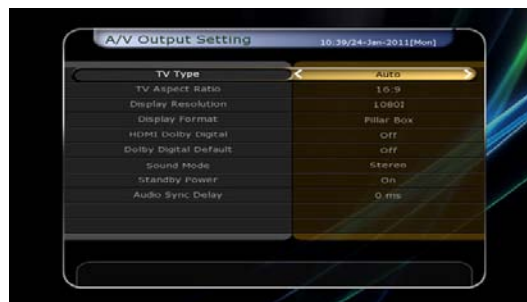 A/V Output Setting 10:39/24-Jan-2011[Mon]
TV Type Auto
TV Aspect Ratio 16:9
Display Resolution 1080I
Display Format Pillar Box
HDMI Dolby Digital Off
Dolby Digital Default Off
Sound Mode Stereo
Standby Power On
Audio Sync Delay 0 ms